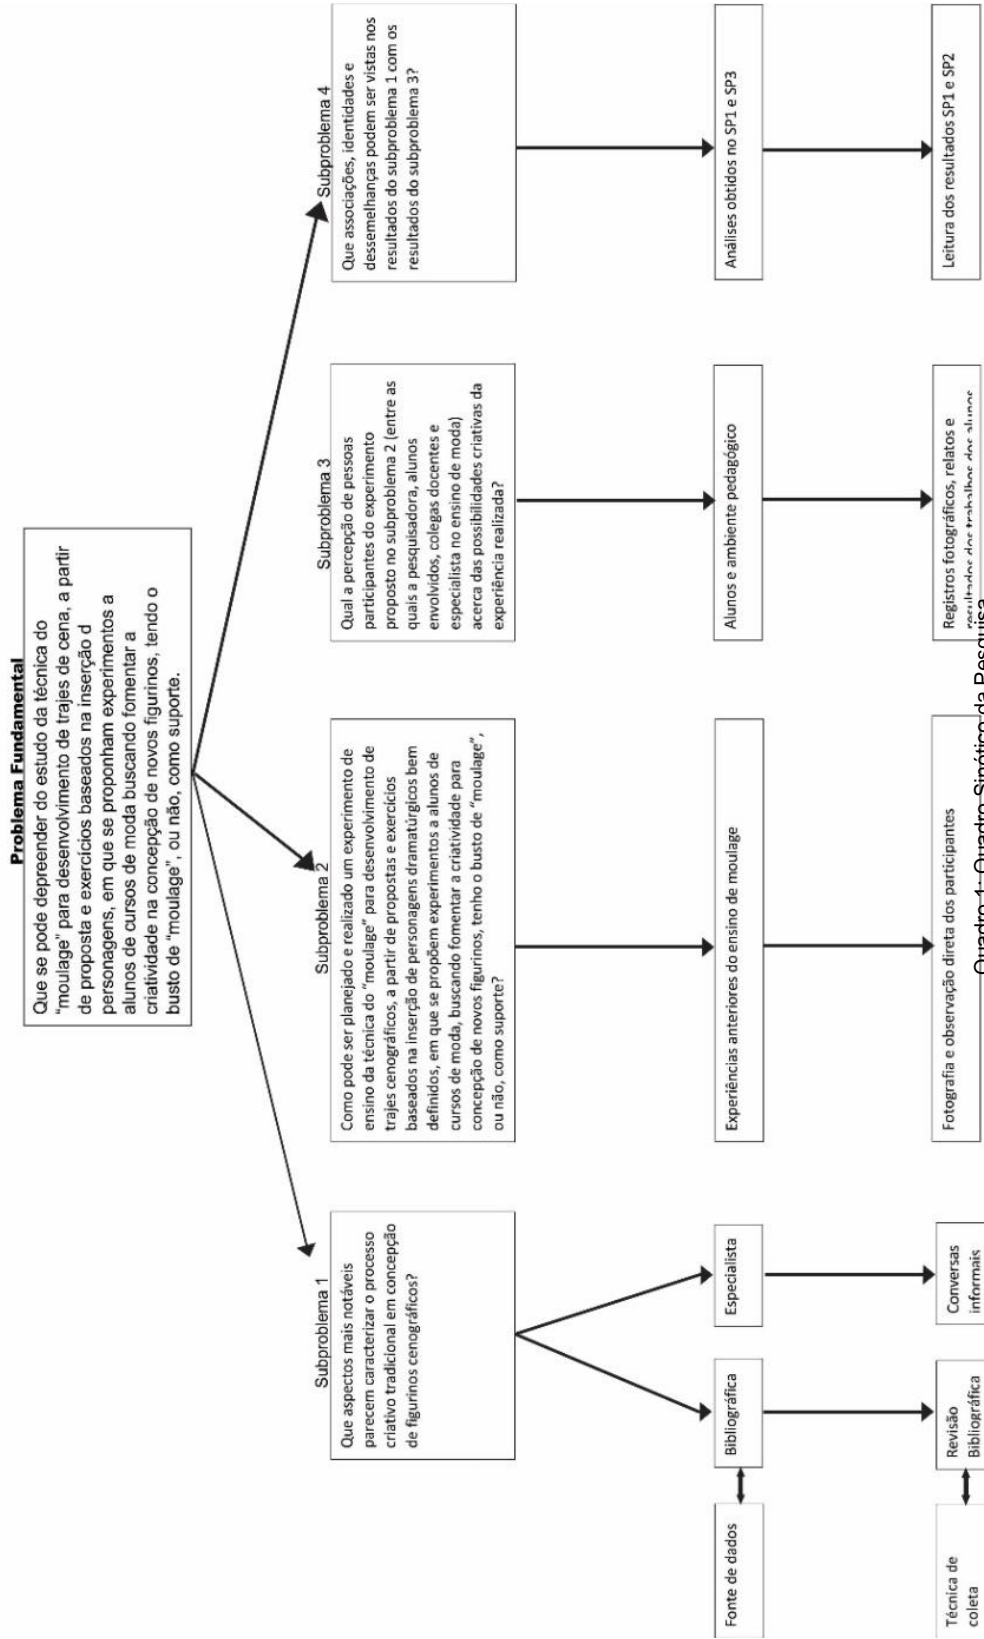 Problema Fundamental
Que se pode depreender do estudo da técnica do
“moulage” para desenvolvimento de trajes de cena, a partir
de proposta e exercícios baseados na inserção d
personagens, em que se proponham experimentos a
alunos de cursos de moda buscando fomentar a
criatividade na concepção de novos figurinos, tendo o
busto de “moulage”, ou não, como suporte.
Subproblema 1
Que aspectos mais notáveis
parecem caracterizar o processo
criativo tradicional em concepção
de figurinos cenográficos?
Subproblema 2
Como pode ser planejado e realizado um experimento de
ensino da técnica do “moulage” para desenvolvimento de
trajes cenográficos, a partir de propostas e exercícios
baseados na inserção de personagens dramatúrgicos bem
definidos, em que se propõem experimentos a alunos de
cursos de moda, buscando fomentar a criatividade para
concepção de novos figurinos, tenho o busto de “moulage”,
ou não, como suporte?
Subproblema 3
Qual a percepção de pessoas
participantes do experimento
proposto no subproblema 2 (entre as
quais a pesquisadora, alunos
envolvidos, colegas docentes e
especialista no ensino de moda)
acerca das possibilidades criativas da
experiência realizada?
Subproblema 4
Que associações, identidades e
dessemelhanças podem ser vistas nos
resultados do subproblema 1 com os
resultados do subproblema 3?
Fonte de dados
Bibliográfica
Especialista
Experiências anteriores do ensino de moulage
Alunos e ambiente pedagógico
Análises obtidos no SP1 e SP3
Técnica de
coleta
Revisão
Bibliográfica
Conversas
informais
Fotografia e observação direta dos participantes
Registros fotográficos, relatos e
resultados dos trabalhos dos alunos
Leitura dos resultados SP1 e SP2
Quadro 1: Quadro Sinótico da Pesquisa